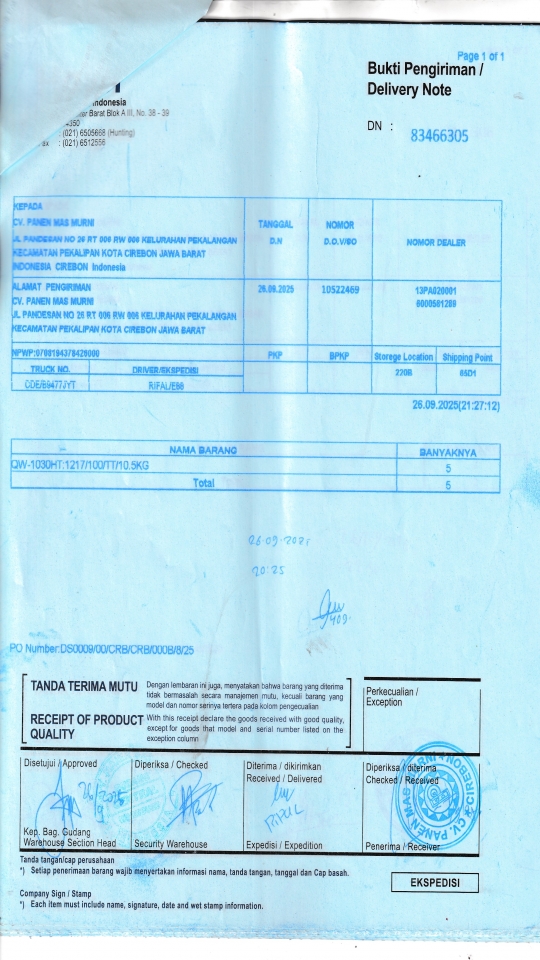 Page 1 of 1
Bukti Pengiriman /
Delivery Note
DN : 83466305
Indonesia
Barat Blok A III, No. 38 - 39
: (021) 6505668 (Hunting)
ax : (021) 6512556
KEPADA
CV. PANEN MAS MURNI
JL PANDESAN NO 26 RT 006 RW 006 KELURAHAN PEKALANGAN
KECAMATAN PEKALIPAN KOTA CIREBON JAWA BARAT
INDONESIA CIREBON Indonesia
TANGGAL
D.N
NOMOR
D.O.V/SO
NOMOR DEALER
ALAMAT PENGIRIMAN
CV. PANEN MAS MURNI
JL PANDESAN NO 26 RT 006 RW 006 KELURAHAN PEKALANGAN
KECAMATAN PEKALIPAN KOTA CIREBON JAWA BARAT
26.09.2025
10522469
13PA020001
6000561289
PKP
BPKP
Storege Location
Shipping Point
TRUCK NO.
DRIVER/EKSPEDISI
220B
65D1
CDE/B9477JYT
RIFAI/E66
26.09.2025(21:27:12)
NAMA BARANG
BANYAKNYA
QW-1030HT:1217/100/TT/10.5KG
5
Total
5
26-09-2025
20:25
PO Number:DS0009/00/CRB/CRB/000B/8/25
TANDA TERIMA MUTU
Dengan lembaran ini juga, menyatakan bahwa barang yang diterima
tidak bermasalah secara manajemen mutu, kecuali barang yang
model dan nomor serinya tertera pada kolom pengecualian
RECEIPT OF PRODUCT
QUALITY
With this receipt declare the goods received with good quality,
except for goods that model and serial number listed on the
exception column
Perkecualian /
Exception
Disetujui / Approved
Diperiksa / Checked
Diterima / dikirimkan
Received / Delivered
Diperiksa / diterima
Checked / Received
CV. PANEN MAS MURNI
CIREBON
Kep. Bag. Gudang
Warehouse Section Head
Security Warehouse
Expedisi / Expedition
Penerima / Receiver
Tanda tangan/cap perusahaan
*) Setiap penerimaan barang wajib menyertakan informasi nama, tanda tangan, tanggal dan Cap basah.
EKSPEDISI
Company Sign / Stamp
*) Each item must include name, signature, date and wet stamp information.